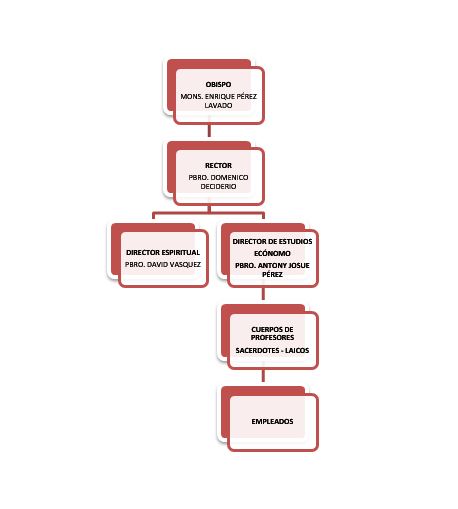 OBISPO
MONS. ENRIQUE PÉREZ
LAVADO
RECTOR
PBRO. DOMENICO
DECIDERIO
DIRECTOR ESPIRITUAL
PBRO. DAVID VASQUEZ
DIRECTOR DE ESTUDIOS
ECÓNOMO
PBRO. ANTONY JOSUE
PÉREZ
CUERPOS DE
PROFESORES
SACERDOTES - LAICOS
EMPLEADOS